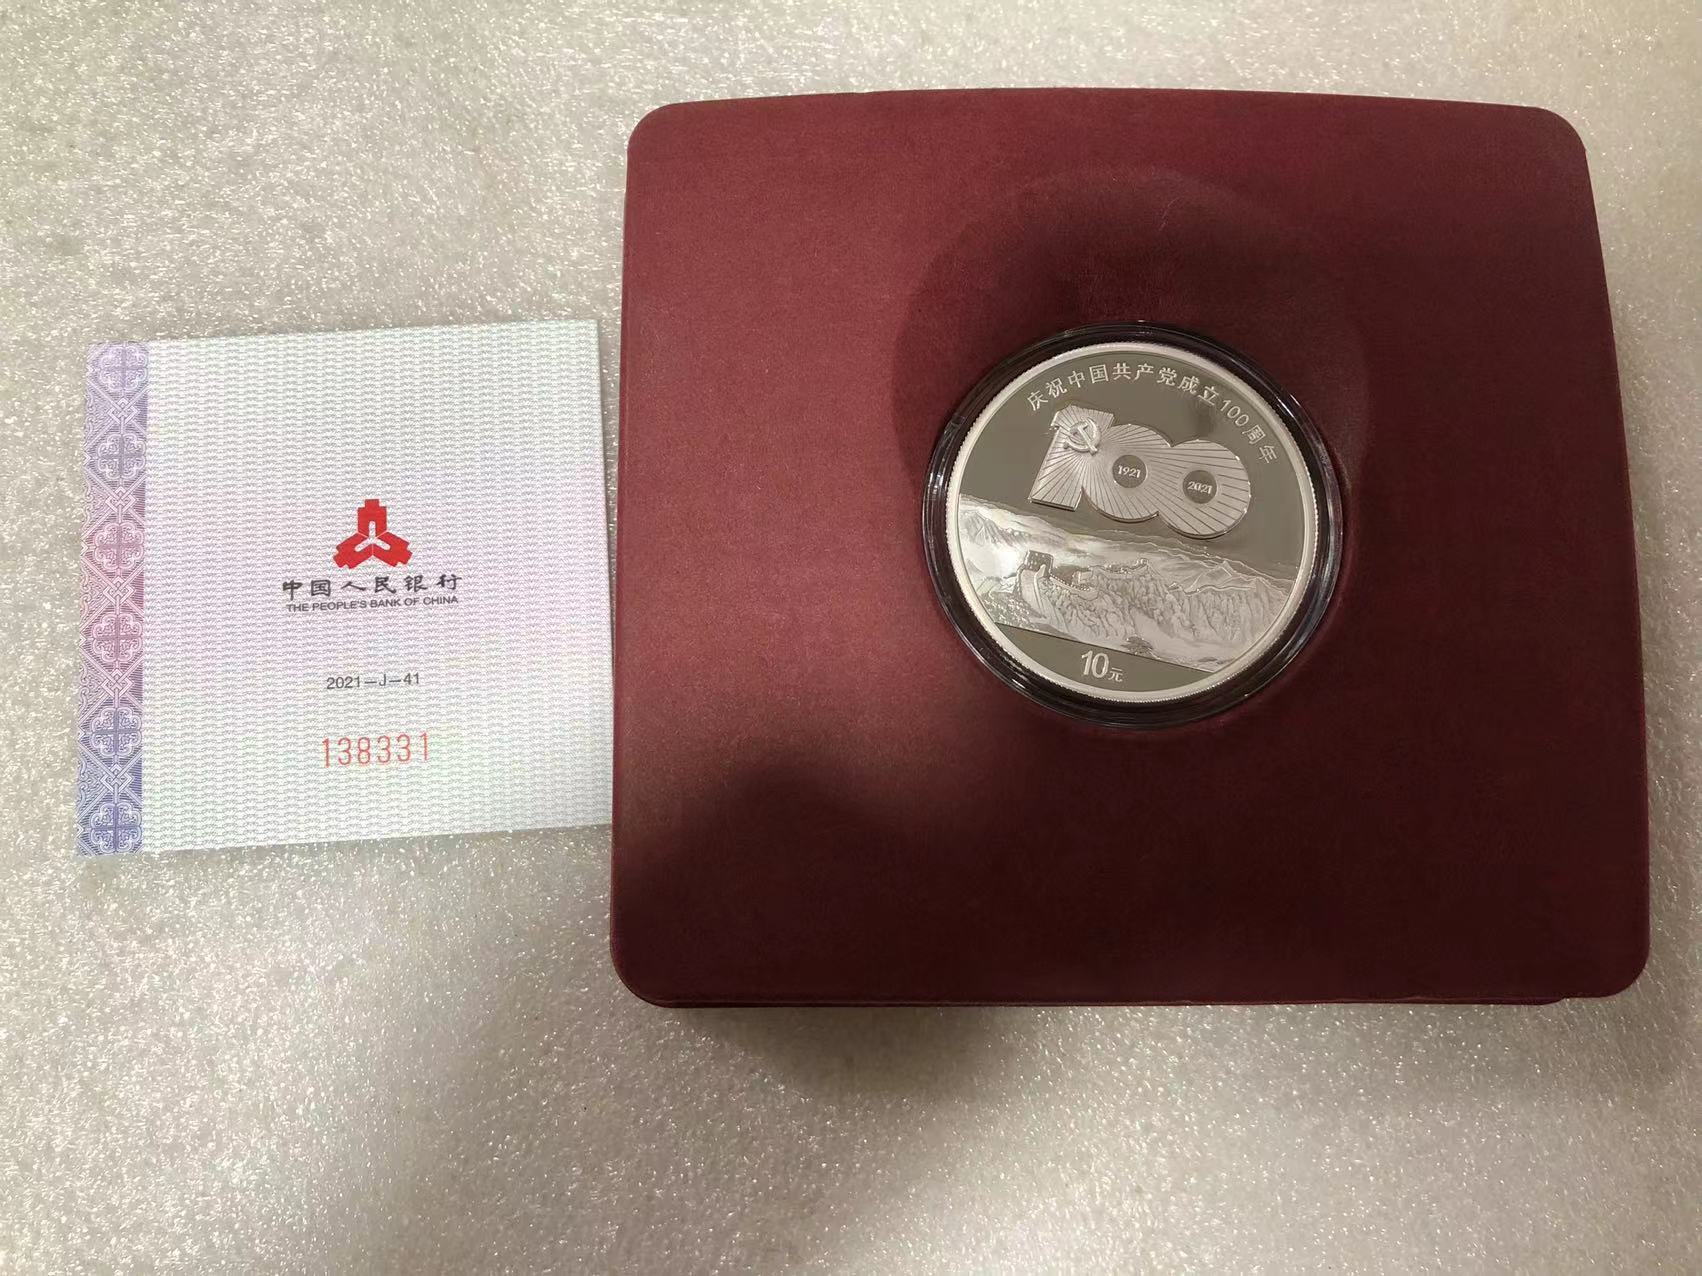 中国人民银行
THE PEOPLE'S BANK OF CHINA
2021—J—41
138331
庆祝中国共产党成立100周年
100
1921
2021
10元